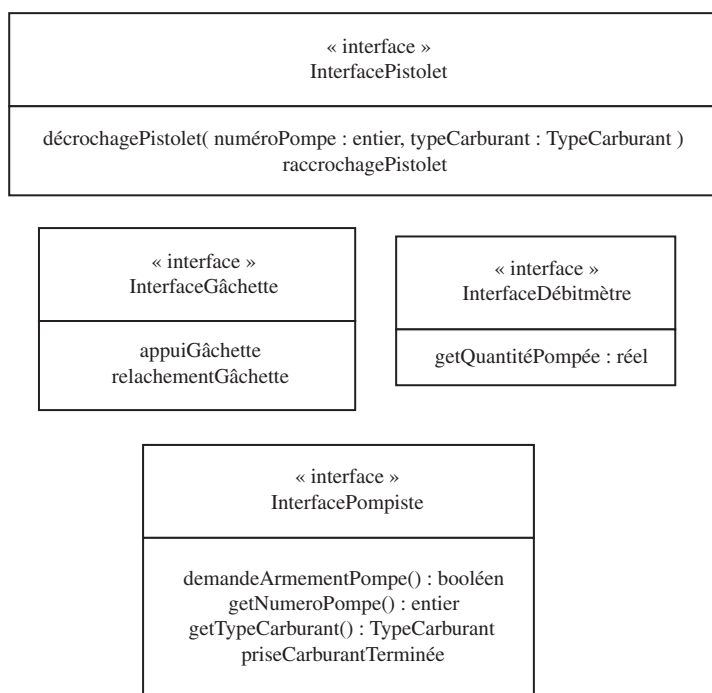 « interface »
InterfacePistolet
décrochagePistolet( numéroPompe : entier, typeCarburant : TypeCarburant )
raccrochagePistolet
« interface »
InterfaceGâchette
appuiGâchette
relachementGâchette
« interface »
InterfaceDébitmètre
getQuantitéPompée : réel
« interface »
InterfacePompiste
demandeArmementPompe() : booléen
getNumeroPompe() : entier
getTypeCarburant() : TypeCarburant
priseCarburantTerminée